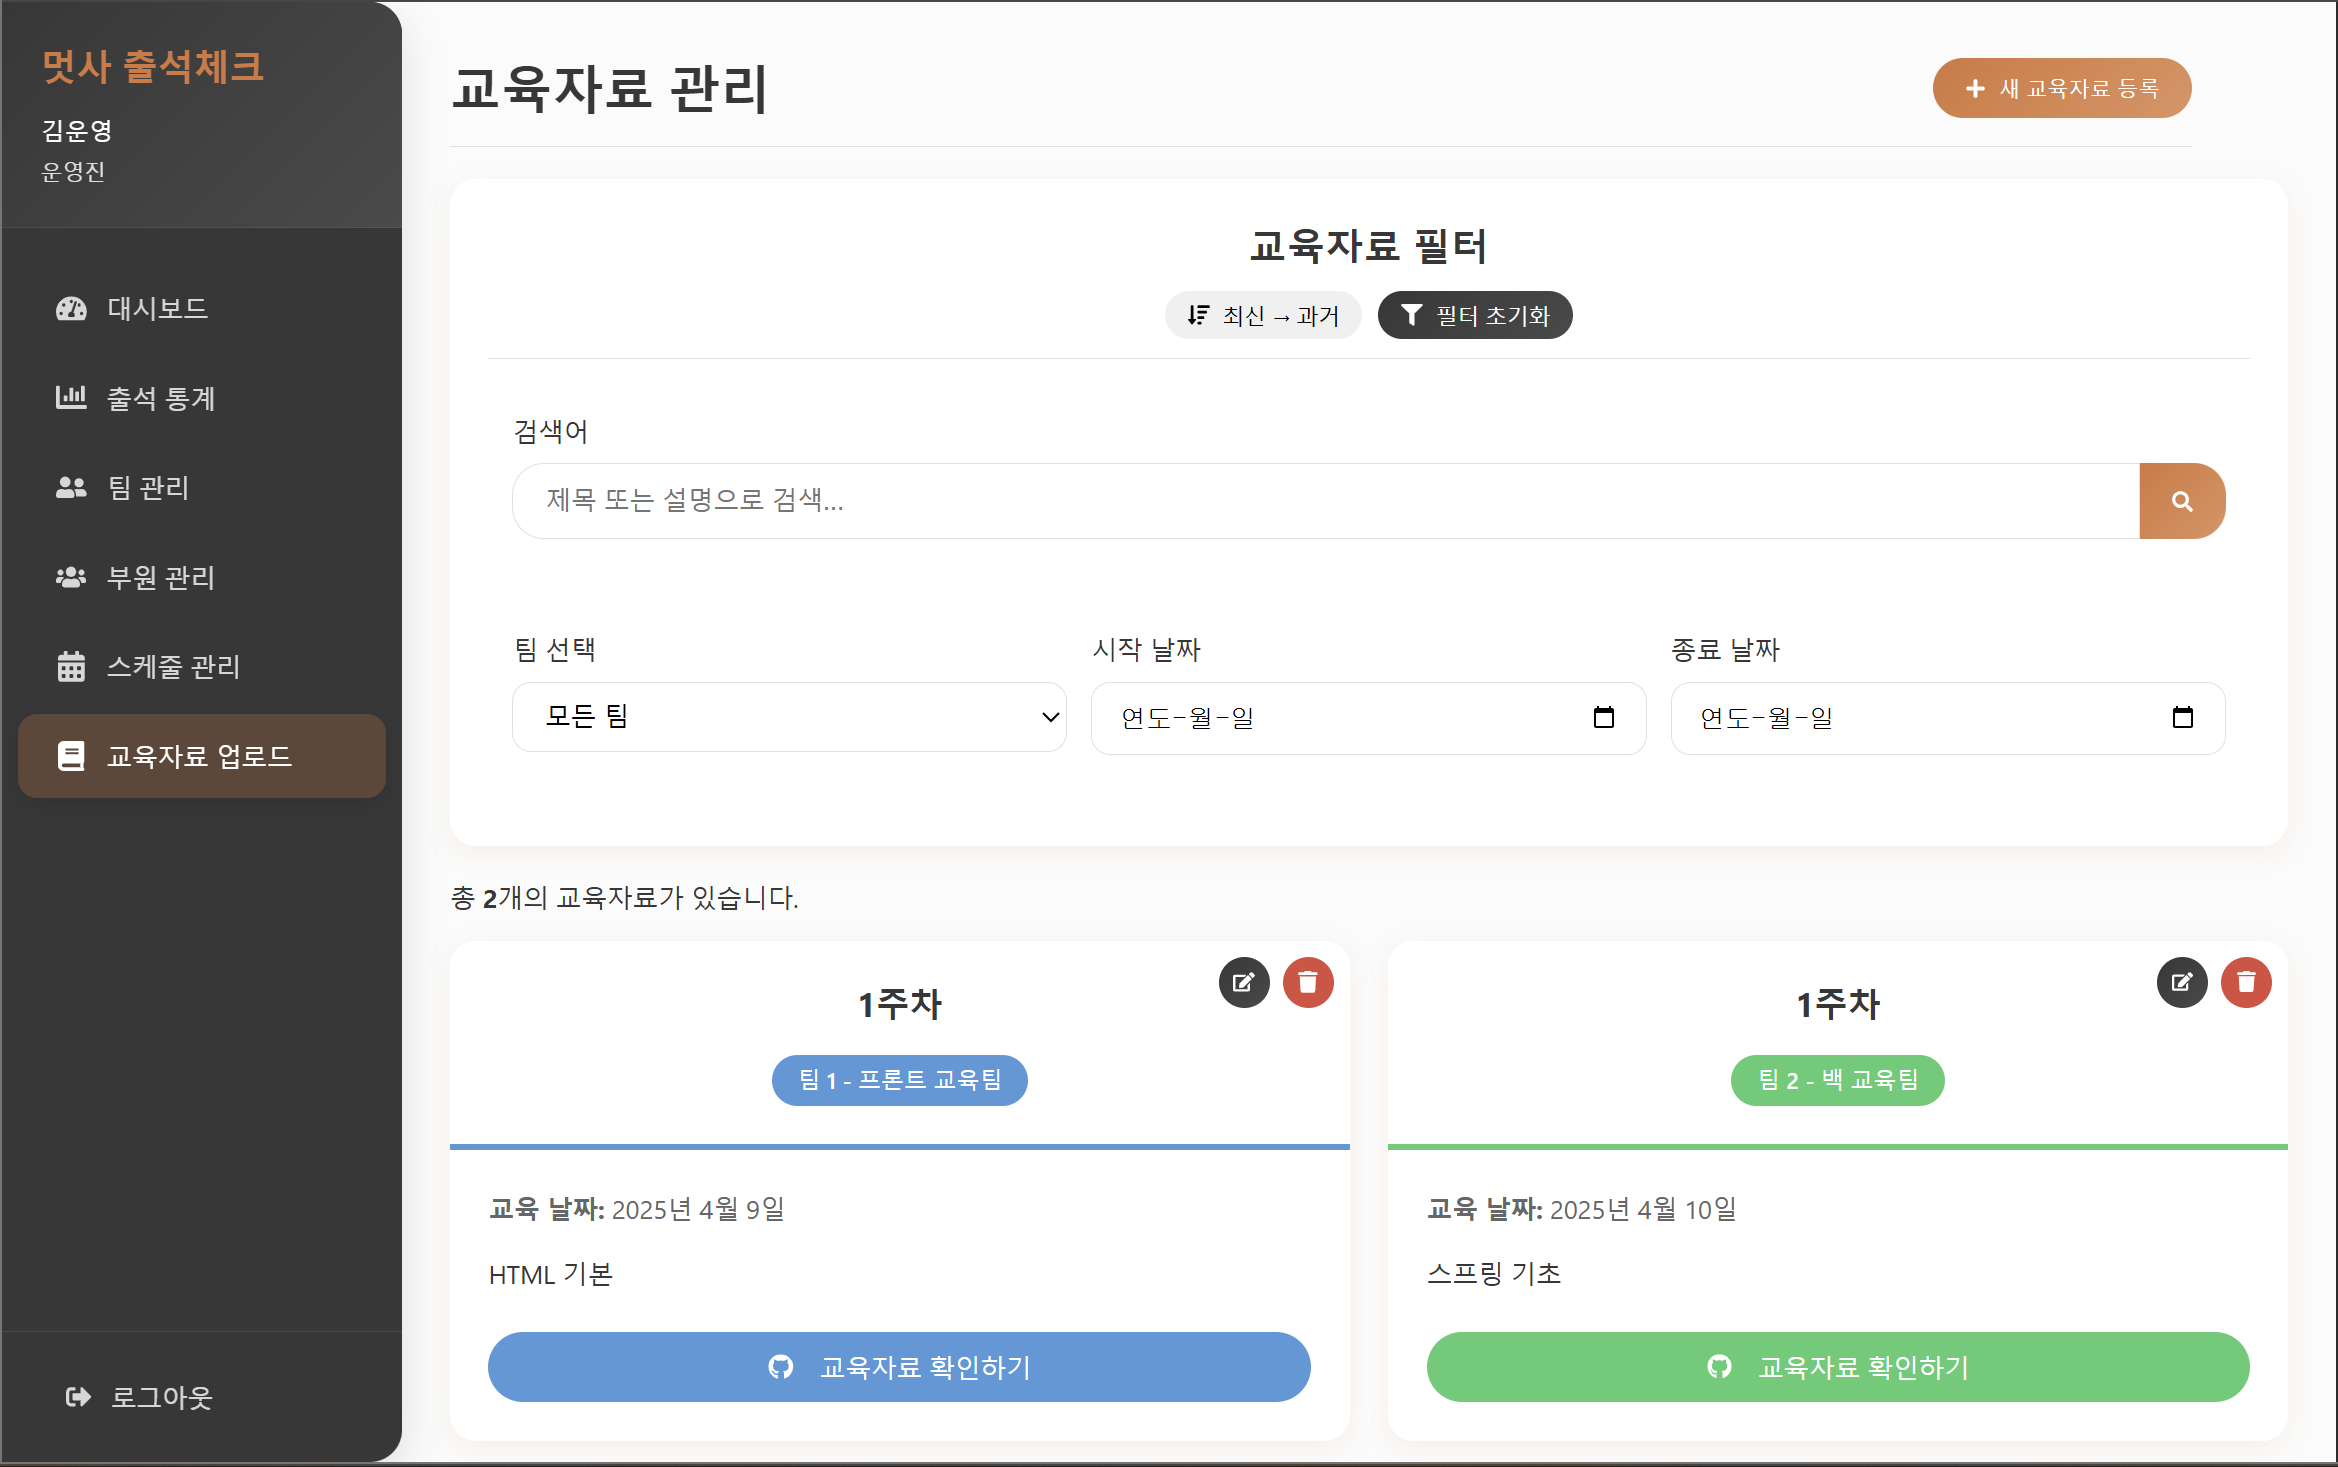 멋사 출석체크
김운영
운영진
대시보드
출석 통계
팀 관리
부원 관리
스케줄 관리
교육자료 업로드
로그아웃
교육자료 관리
새 교육자료 등록
교육자료 필터
최신 → 과거
필터 초기화
검색어
제목 또는 설명으로 검색...
팀 선택
시작 날짜
종료 날짜
모든 팀
연도-월-일
연도-월-일
총 2개의 교육자료가 있습니다.
1주차
팀 1 - 프론트 교육팀
교육 날짜: 2025년 4월 9일
HTML 기본
교육자료 확인하기
1주차
팀 2 - 백 교육팀
교육 날짜: 2025년 4월 10일
스프링 기초
교육자료 확인하기